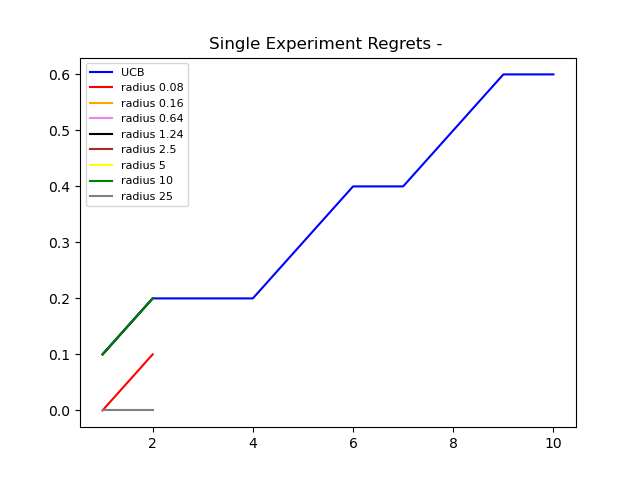 Single Experiment Regrets -
UCB
radius 0.08
radius 0.16
radius 0.64
radius 1.24
radius 2.5
radius 5
radius 10
radius 25
0.6
0.5
0.4
0.3
0.2
0.1
0.0
2 4 6 8 10